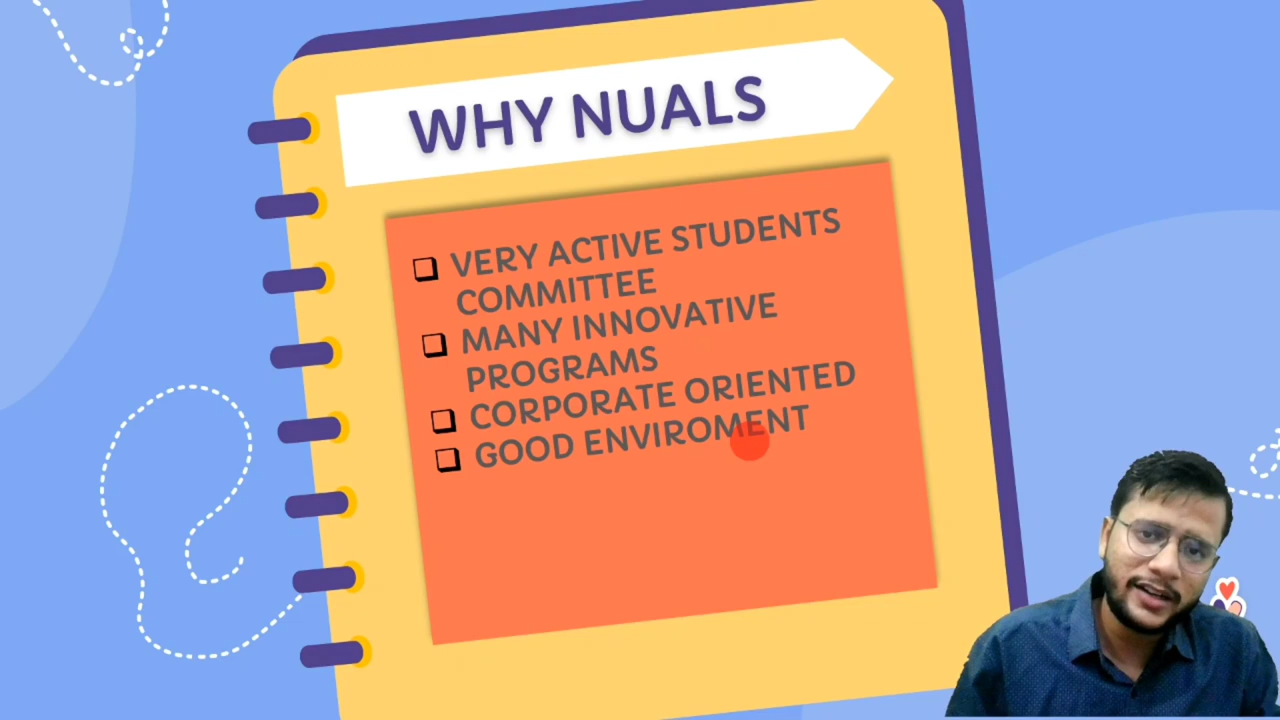 WHY NUALS
VERY ACTIVE STUDENTS
COMMITTEE
MANY INNOVATIVE
PROGRAMS
CORPORATE ORIENTED
GOOD ENVIROMENT